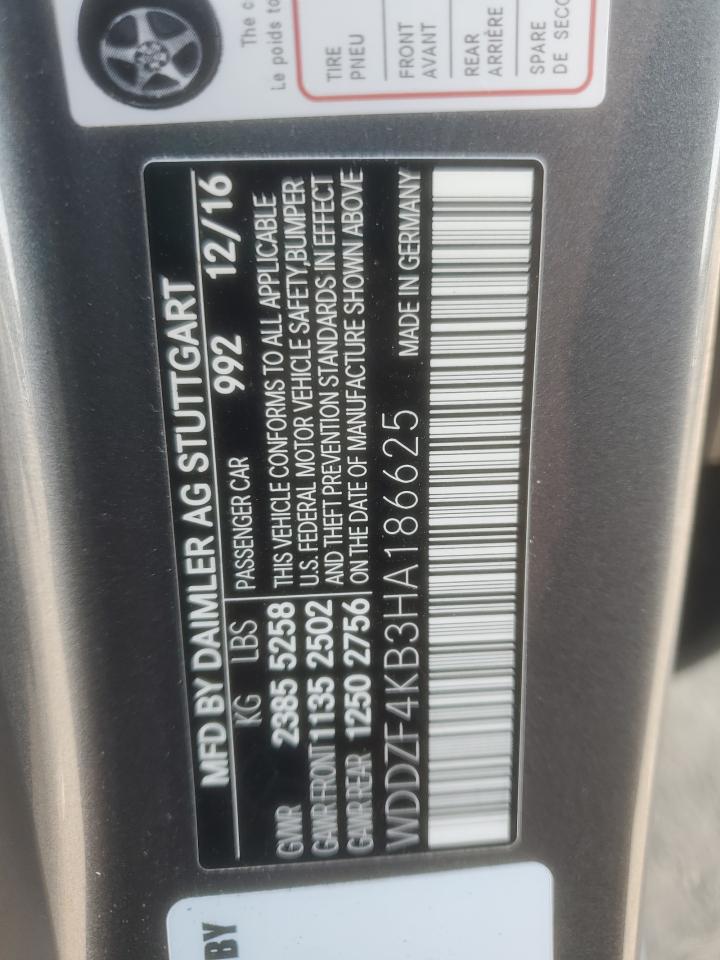 MFD BY DAIMLER AG STUTTGART
KG LBS PASSENGER CAR 992 12/16
GVWR 2385 5258 THIS VEHICLE CONFORMS TO ALL APPLICABLE
GAWR FRONT 1135 2502 U.S. FEDERAL MOTOR VEHICLE SAFETY, BUMPER
GAWR REAR 1250 2756 AND THEFT PREVENTION STANDARDS IN EFFECT
ON THE DATE OF MANUFACTURE SHOWN ABOVE
WDDZF4KB3HA186625 MADE IN GERMANY
The c
Le poids to
TIRE
PNEU
FRONT
AVANT
REAR
ARRIÈRE
SPARE
DE SECO
BY